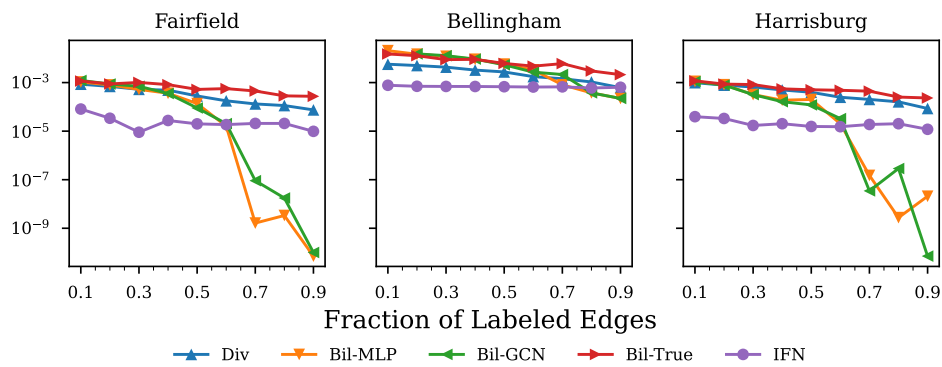 Fairfield Bellingham Harrisburg
10⁻³
10⁻⁵
10⁻⁷
10⁻⁹
0.1 0.3 0.5 0.7 0.9 0.1 0.3 0.5 0.7 0.9 0.1 0.3 0.5 0.7 0.9
Fraction of Labeled Edges
Div Bil-MLP Bil-GCN Bil-True IFN